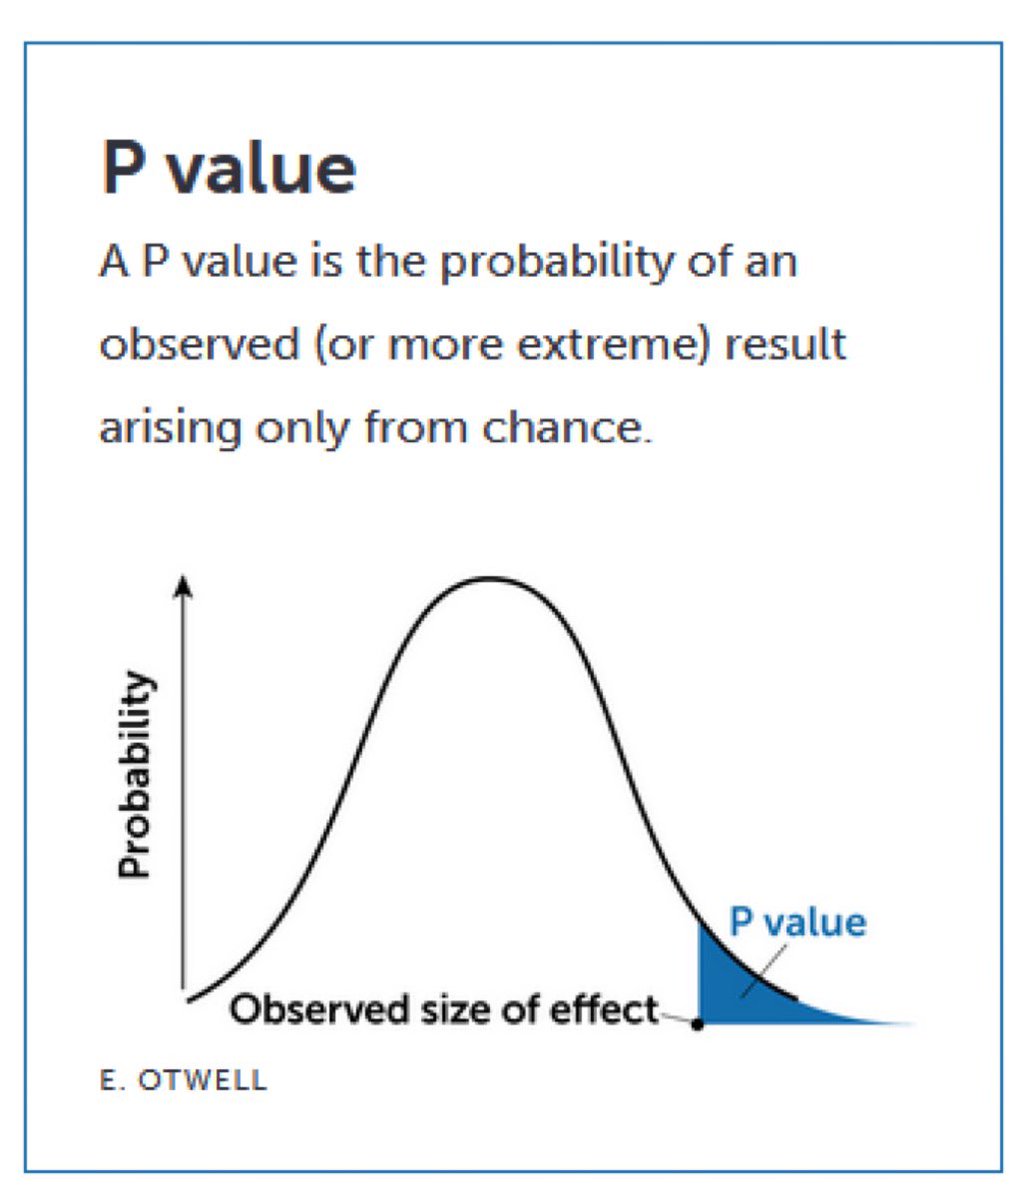 P value
A P value is the probability of an
observed (or more extreme) result
arising only from chance.
Probability
P value
Observed size of effect
E. OTWELL